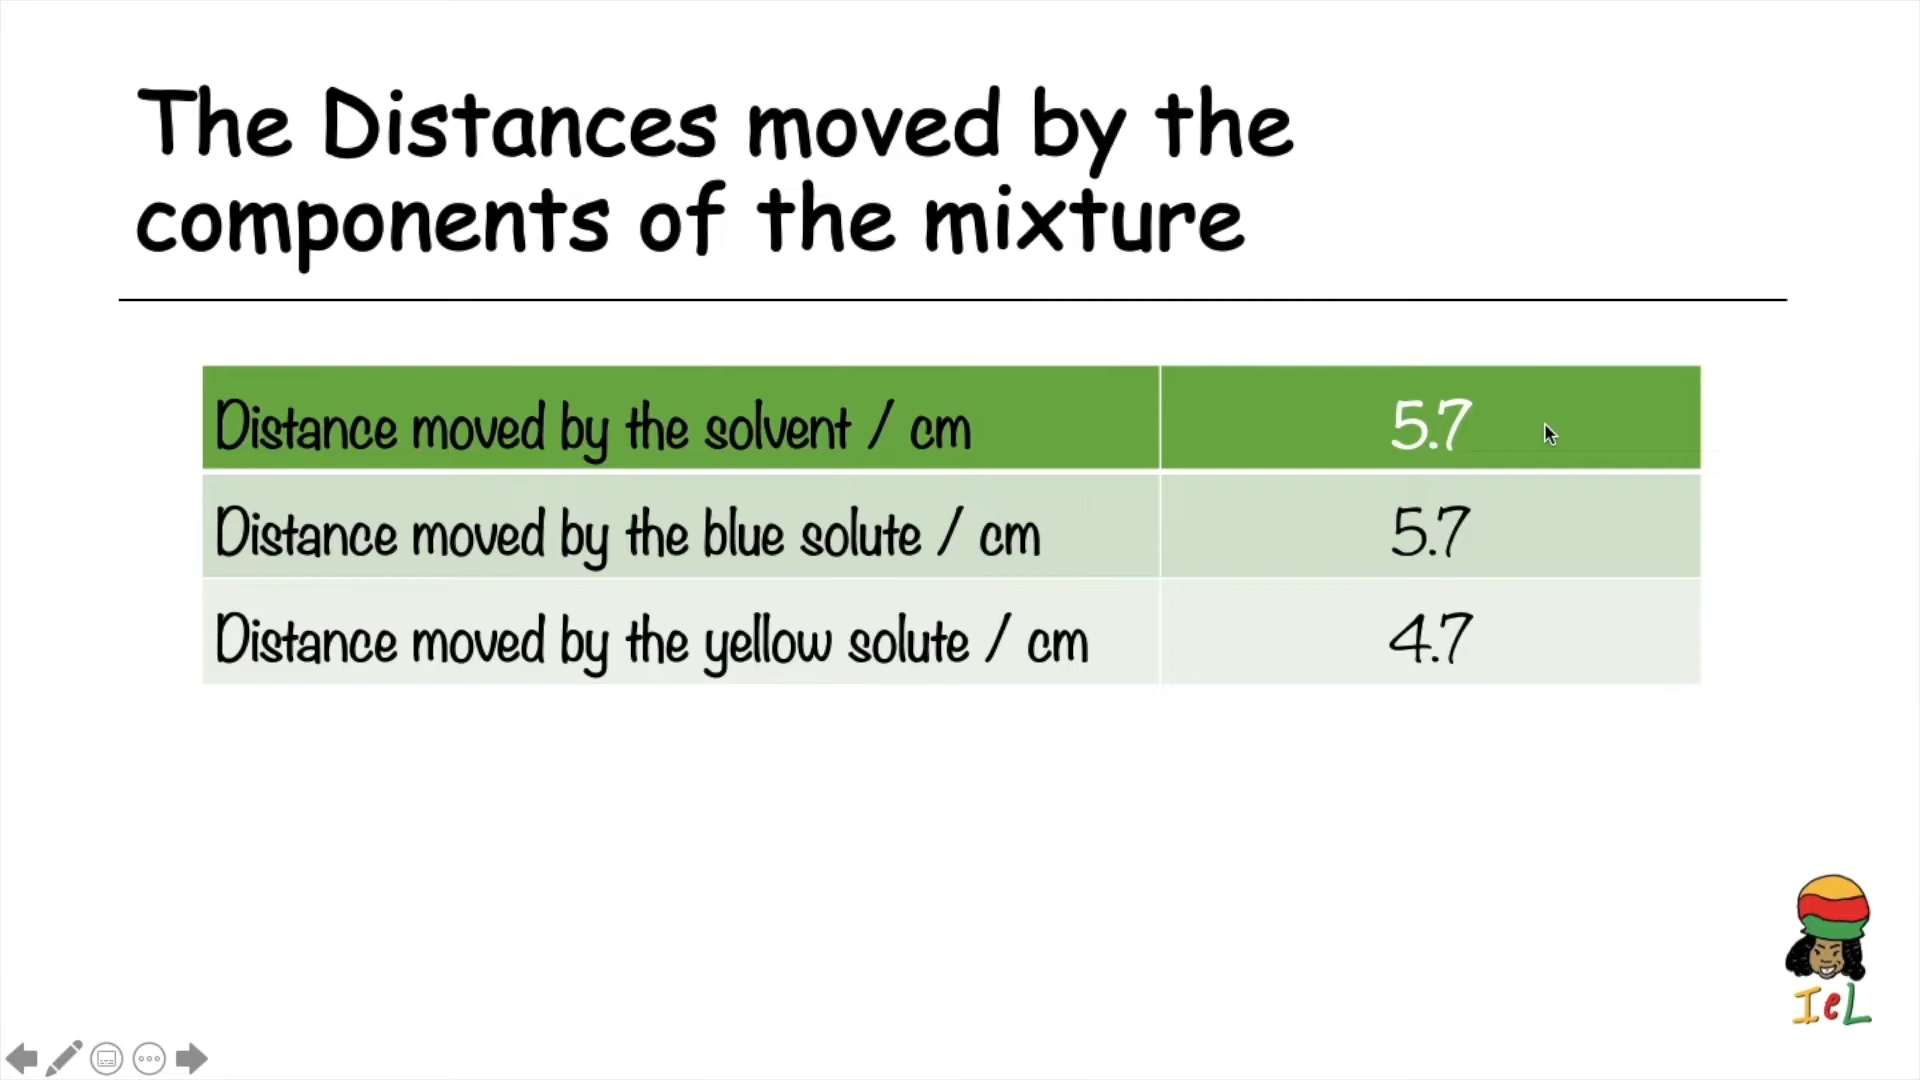 The Distances moved by the
components of the mixture
Distance moved by the solvent / cm 5.7
Distance moved by the blue solute / cm 5.7
Distance moved by the yellow solute / cm 4.7
IeL